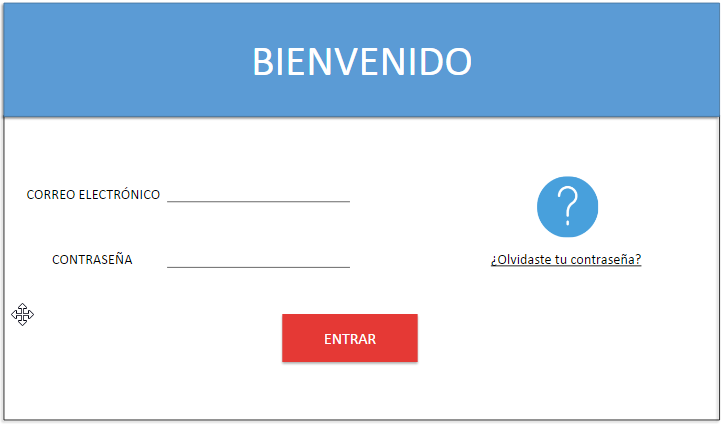 BIENVENIDO
CORREO ELECTRÓNICO
?
CONTRASEÑA
¿Olvidaste tu contraseña?
ENTRAR